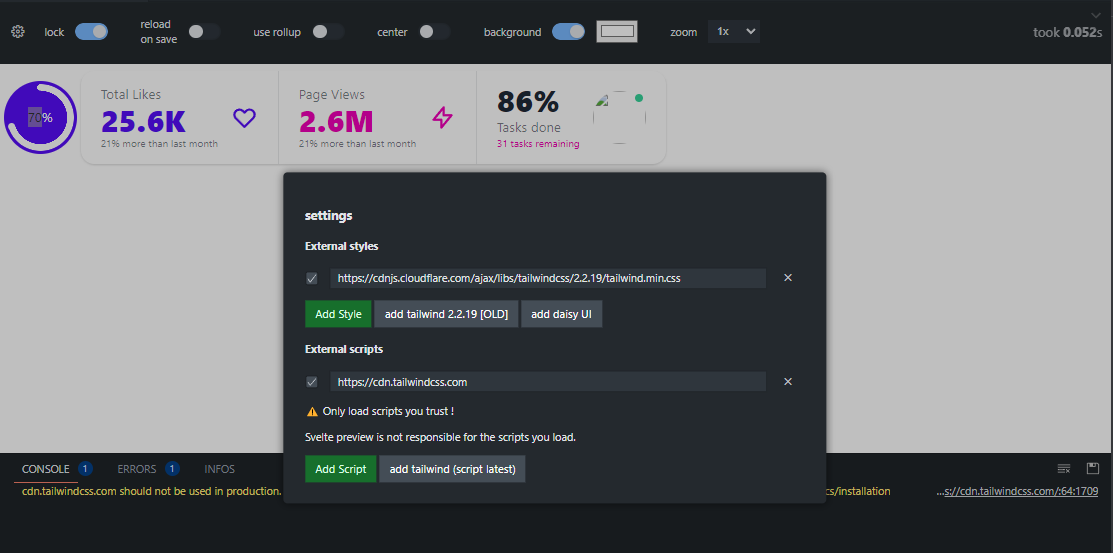 lock
reload
on save
use rollup
center
background
zoom
1x
took 0.052s
70%
Total Likes
25.6K
21% more than last month
Page Views
2.6M
21% more than last month
86%
Tasks done
31 tasks remaining
settings
External styles
https://cdnjs.cloudflare.com/ajax/libs/tailwindcss/2.2.19/tailwind.min.css
Add Style
add tailwind 2.2.19 [OLD]
add daisy UI
External scripts
https://cdn.tailwindcss.com
Only load scripts you trust !
Svelte preview is not responsible for the scripts you load.
Add Script
add tailwind (script latest)
CONSOLE 1
ERRORS 1
INFOS
cdn.tailwindcss.com should not be used in production.
cs/installation
...s://cdn.tailwindcss.com/:64:1709